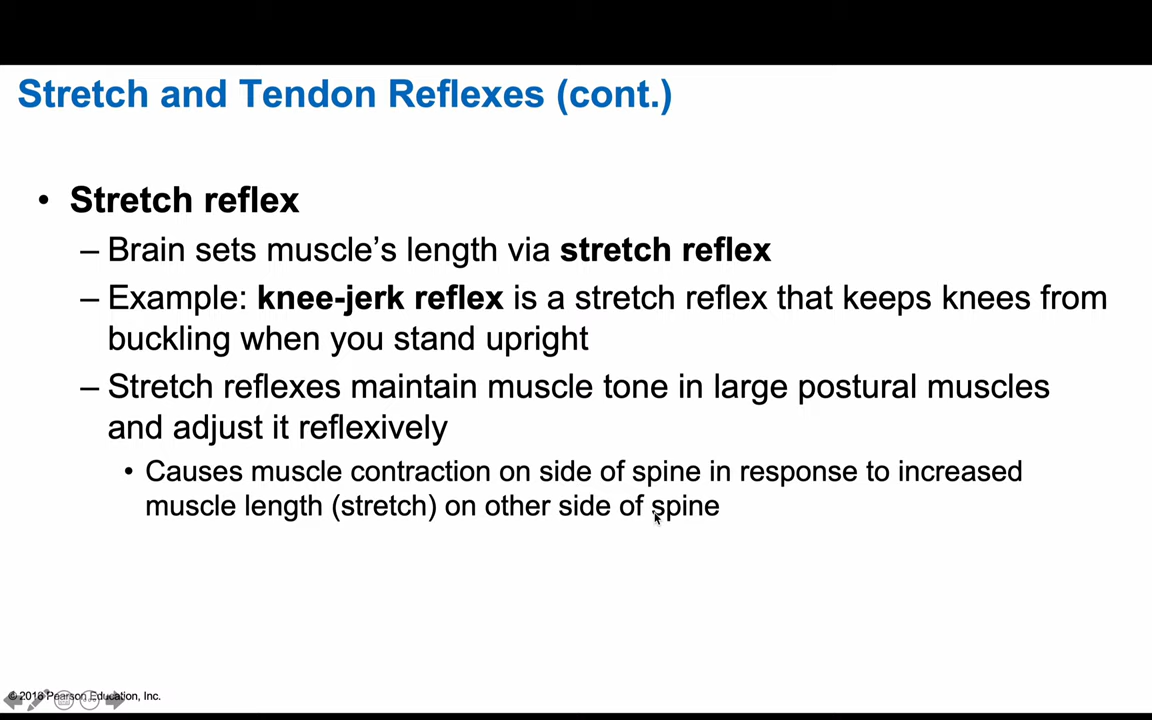 Stretch and Tendon Reflexes (cont.)
• Stretch reflex
– Brain sets muscle’s length via stretch reflex
– Example: knee-jerk reflex is a stretch reflex that keeps knees from
buckling when you stand upright
– Stretch reflexes maintain muscle tone in large postural muscles
and adjust it reflexively
• Causes muscle contraction on side of spine in response to increased
muscle length (stretch) on other side of spine
© 2016 Pearson Education, Inc.